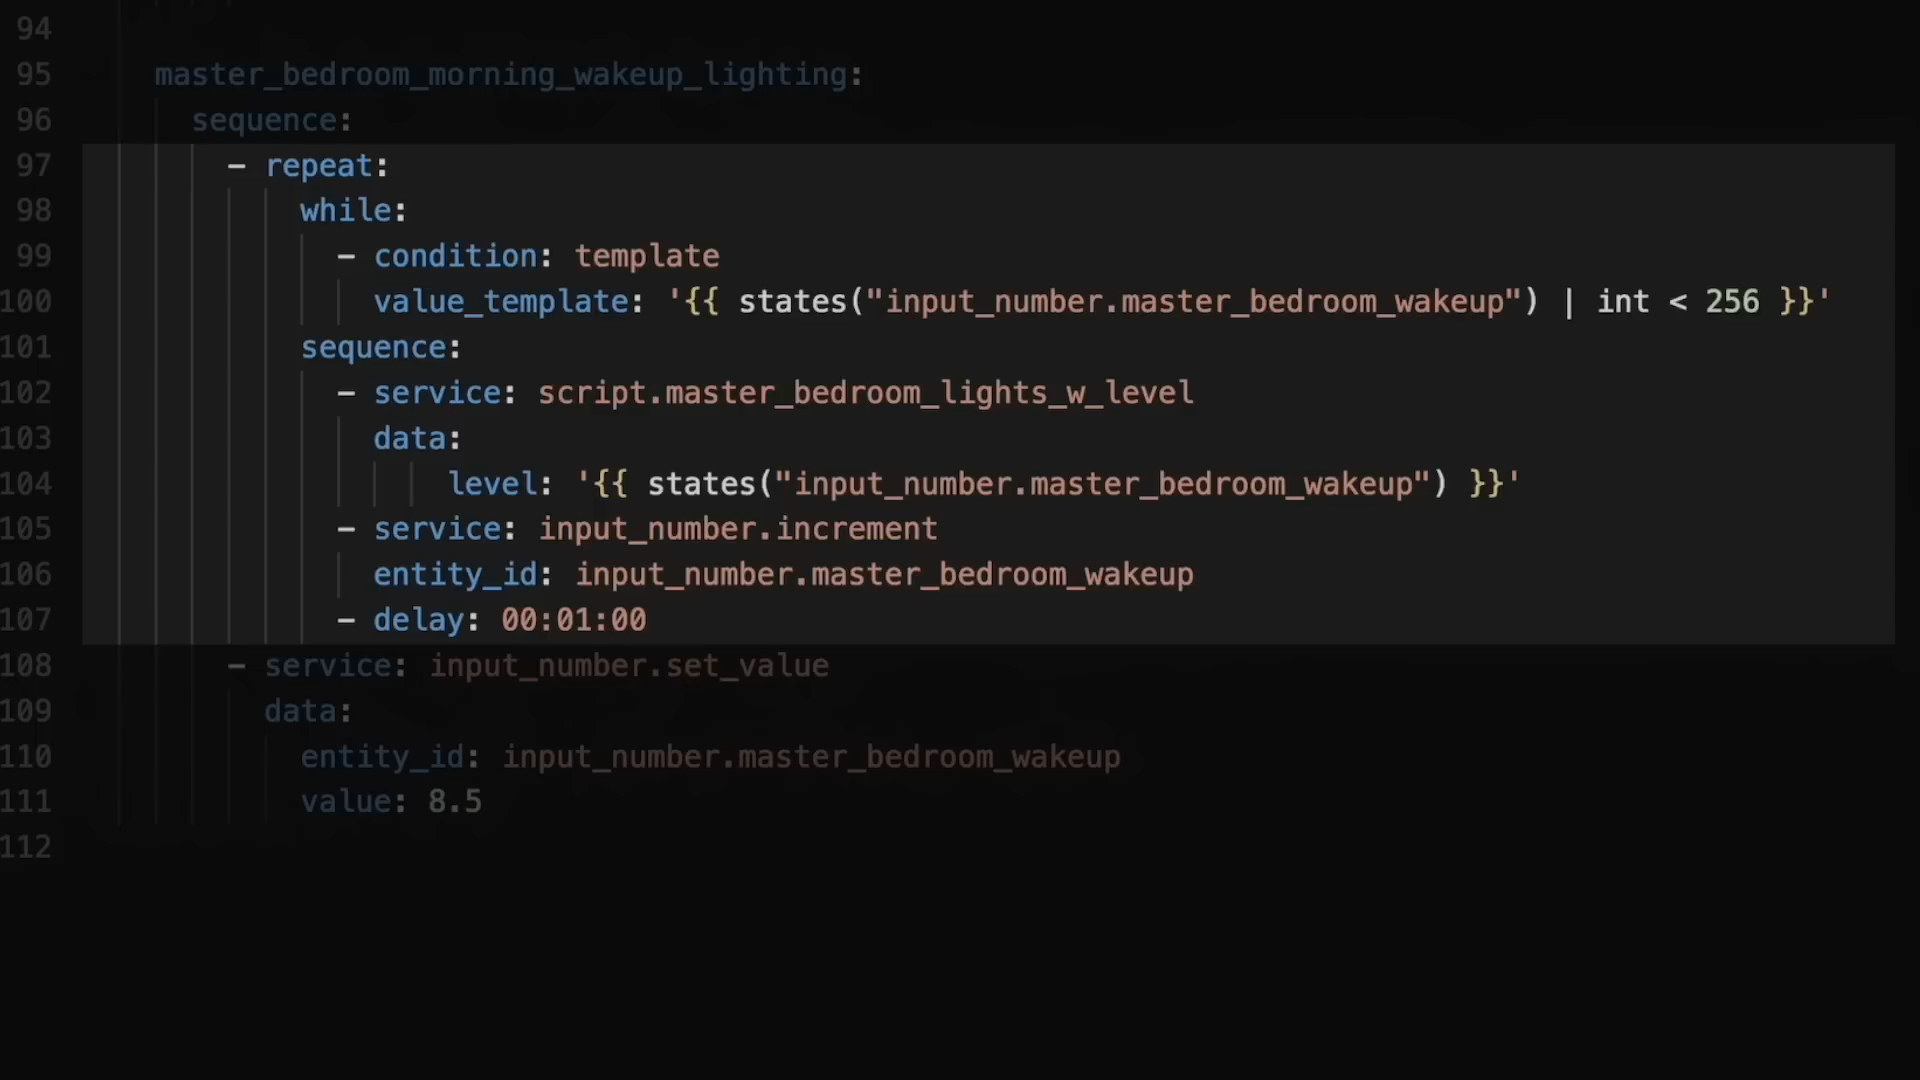 94
95 master_bedroom_morning_wakeup_lighting:
96 sequence:
97 - repeat:
98 while:
99 - condition: template
100 value_template: '{{ states("input_number.master_bedroom_wakeup") | int < 256 }}'
101 sequence:
102 - service: script.master_bedroom_lights_w_level
103 data:
104 level: '{{ states("input_number.master_bedroom_wakeup") }}'
105 - service: input_number.increment
106 entity_id: input_number.master_bedroom_wakeup
107 - delay: 00:01:00
108 - service: input_number.set_value
109 data:
110 entity_id: input_number.master_bedroom_wakeup
111 value: 8.5
112